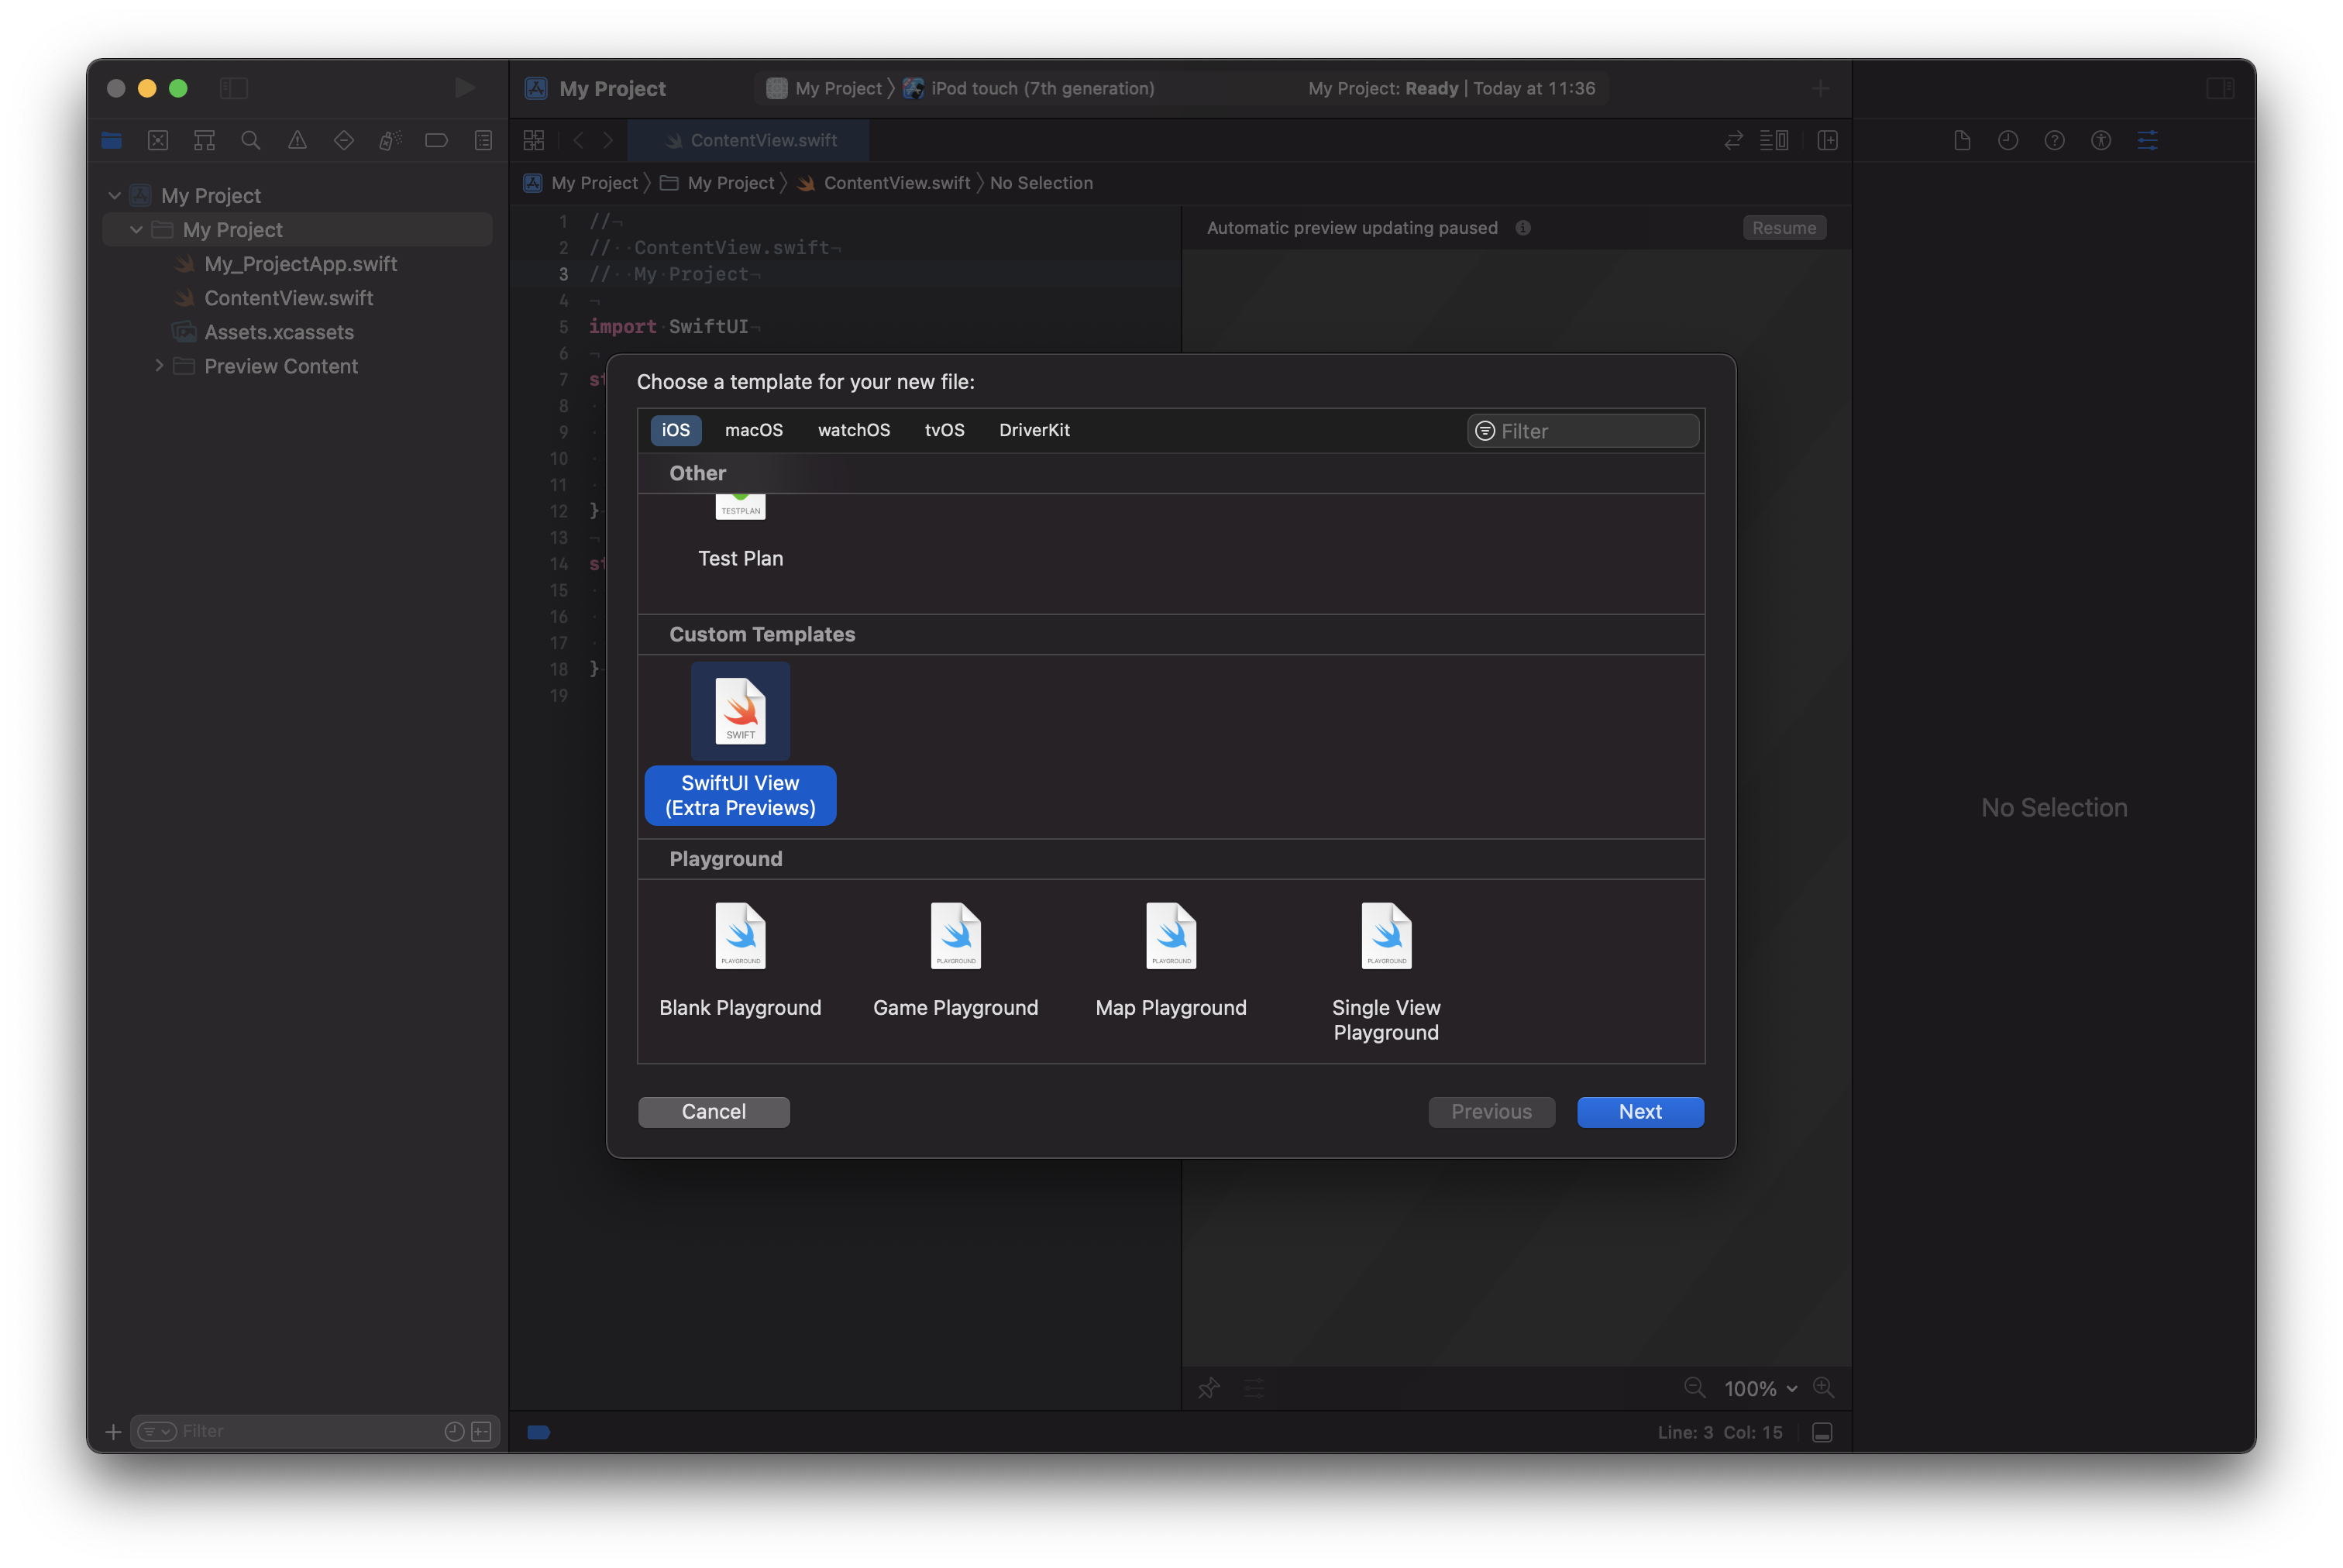 My Project
My Project 〉 iPod touch (7th generation)
My Project: Ready | Today at 11:36
ContentView.swift
My Project 〉 My Project 〉 ContentView.swift 〉 No Selection
My Project
My Project
My_ProjectApp.swift
ContentView.swift
Assets.xcassets
Preview Content
1 //¬
2 //··ContentView.swift¬
3 //··My·Project¬
4 ¬
5 import·SwiftUI¬
6 ¬
7 st
8 ·
9 ·
10 ·
11 ·
12 }
13 ¬
14 st
15 ·
16 ·
17 ·
18 }
19
Automatic preview updating paused
Resume
Choose a template for your new file:
iOS macOS watchOS tvOS DriverKit
Filter
Other
TESTPLAN
Test Plan
Custom Templates
SWIFT
SwiftUI View
(Extra Previews)
Playground
PLAYGROUND PLAYGROUND PLAYGROUND PLAYGROUND
Blank Playground
Game Playground
Map Playground
Single View
Playground
Cancel
Previous
Next
No Selection
100%
Filter
Line: 3 Col: 15